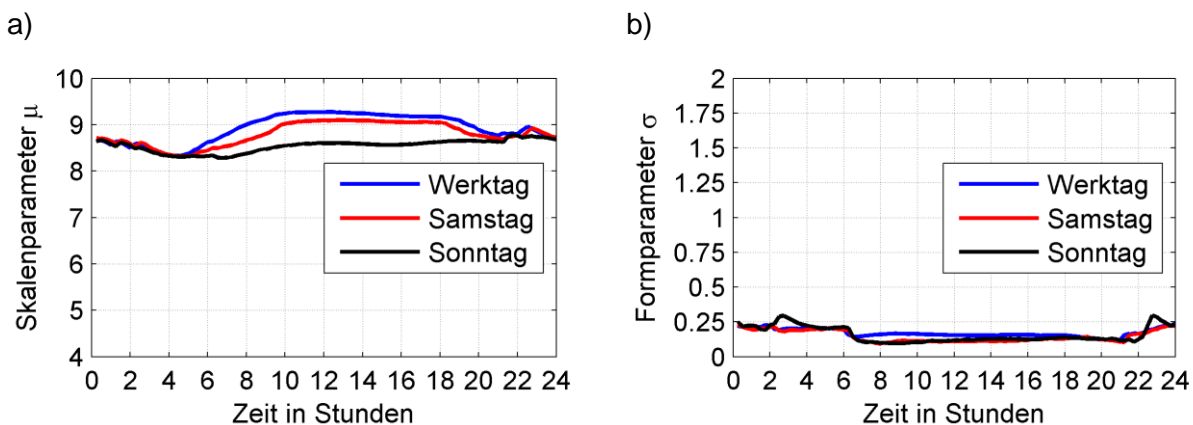 a)
10
9
8
7
6
5
4
Skalenparameter μ
Werktag
Samstag
Sonntag
0 2 4 6 8 10 12 14 16 18 20 22 24
Zeit in Stunden
b)
2
1.75
1.5
1.25
1
0.75
0.5
0.25
0
Formparameter σ
Werktag
Samstag
Sonntag
0 2 4 6 8 10 12 14 16 18 20 22 24
Zeit in Stunden